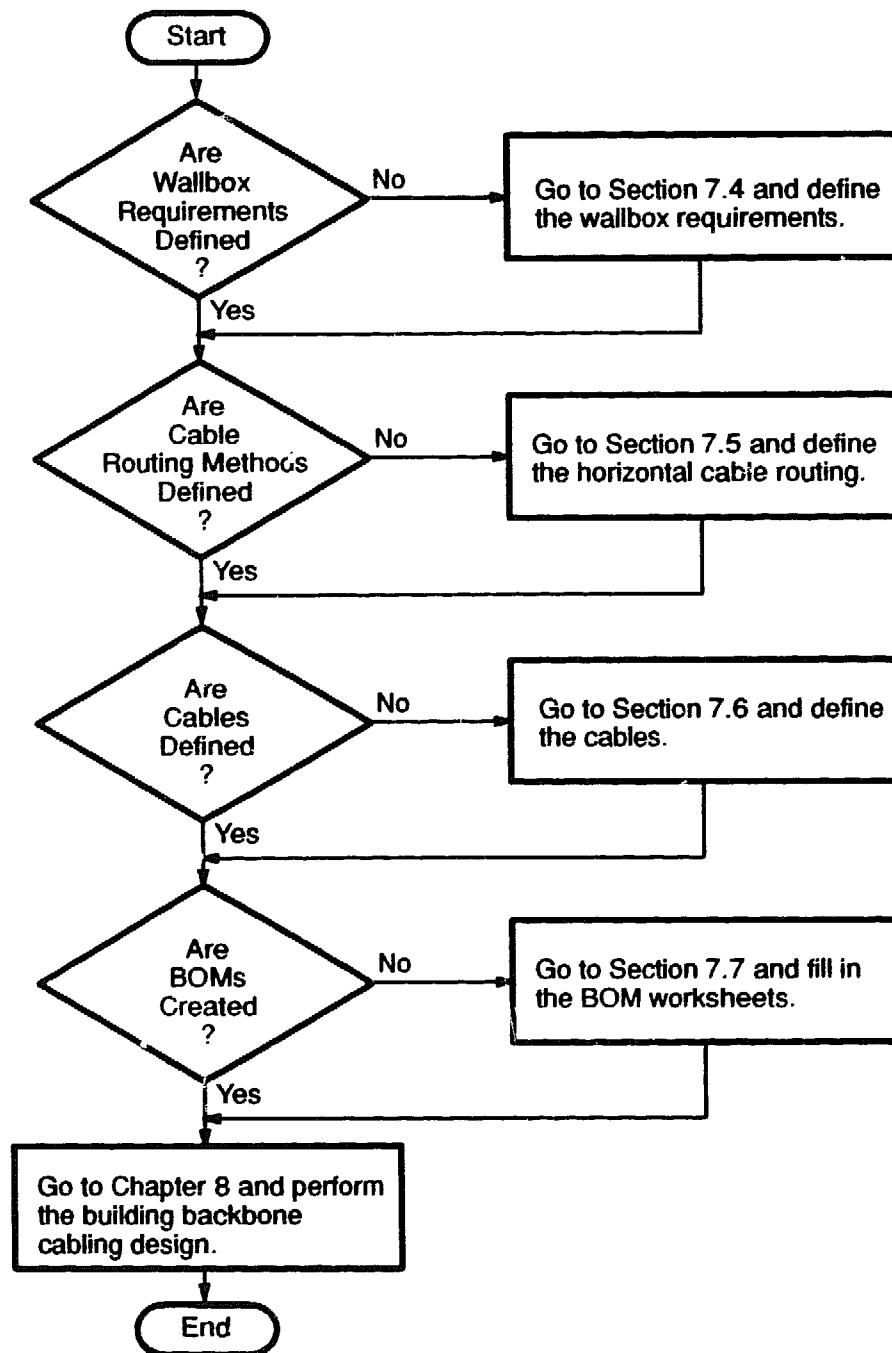 Start
Are
Wallbox
Requirements
Defined
?
No
Go to Section 7.4 and define
the wallbox requirements.
Yes
Are
Cable
Routing Methods
Defined
?
No
Go to Section 7.5 and define
the horizontal cable routing.
Yes
Are
Cables
Defined
?
No
Go to Section 7.6 and define
the cables.
Yes
Are
BOMs
Created
?
No
Go to Section 7.7 and fill in
the BOM worksheets.
Yes
Go to Chapter 8 and perform
the building backbone
cabling design.
End